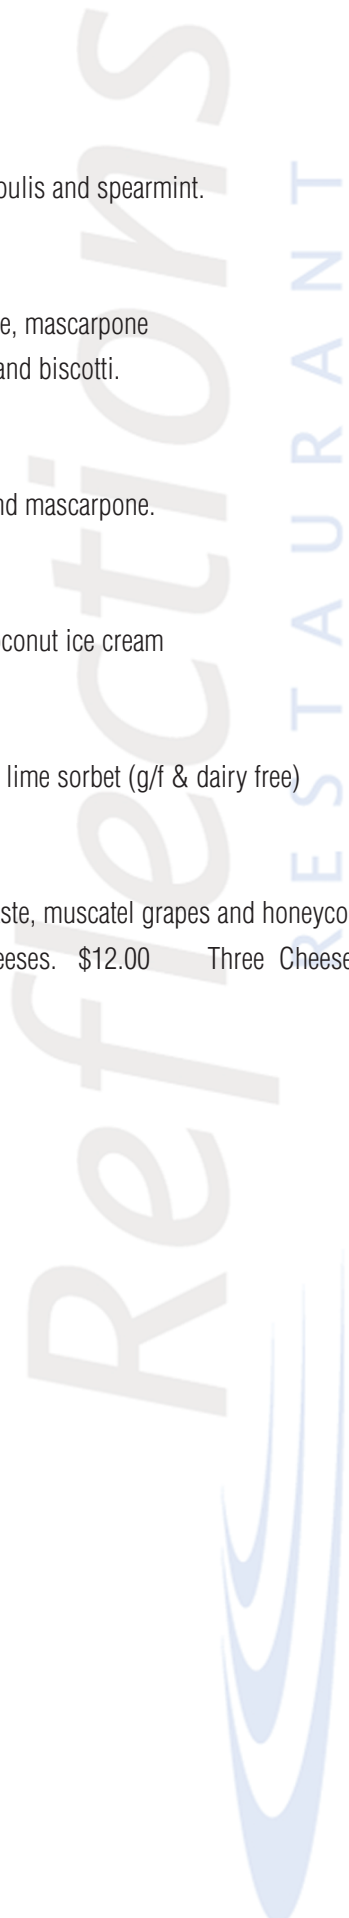 oulis and spearmint.
e, mascarpone
and biscotti.
nd mascarpone.
oconut ice cream
lime sorbet (g/f & dairy free)
ste, muscatel grapes and honeyco
eeses. $12.00 Three Cheese
Reflections
RESTAURANT